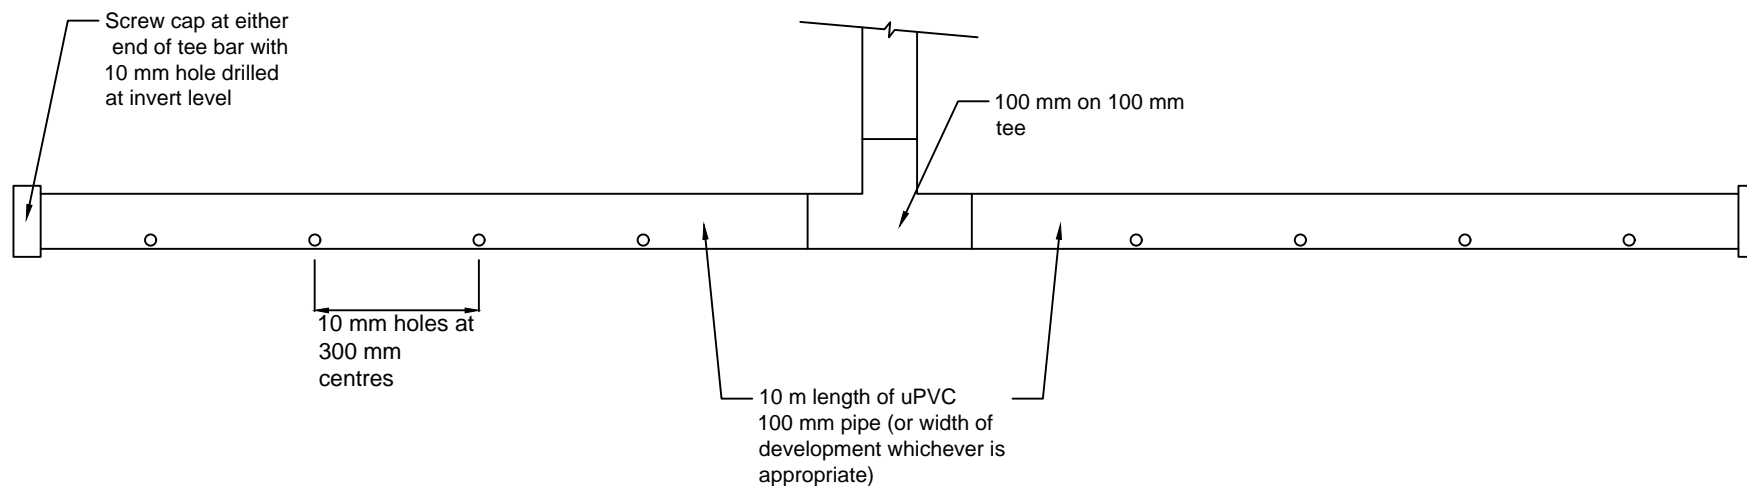 Screw cap at either
end of tee bar with
10 mm hole drilled
at invert level
100 mm on 100 mm
tee
10 mm holes at
300 mm
centres
10 m length of uPVC
100 mm pipe (or width of
development whichever is
appropriate)